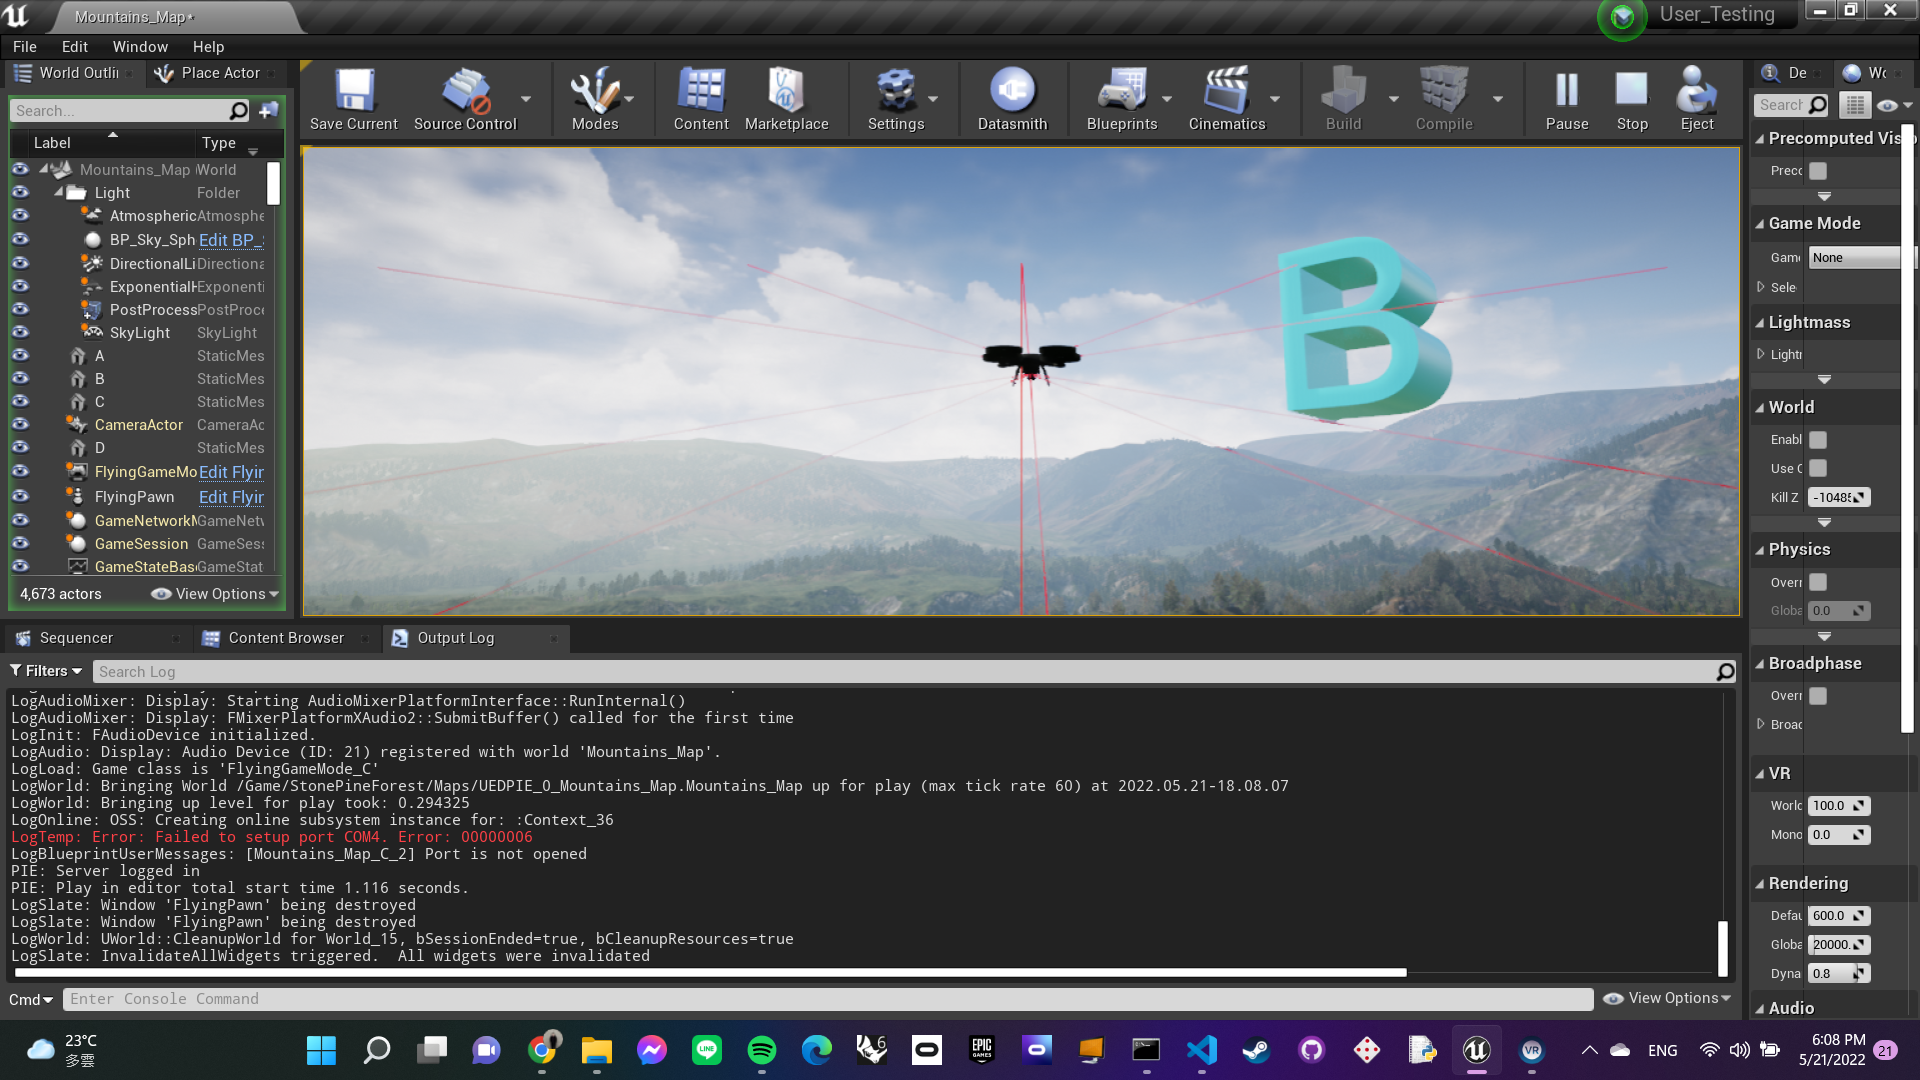 Mountains_Map*
User_Testing
File Edit Window Help
World Outli
Place Actor
Search...
Label Type
Mountains_Map World
Light Folder
Atmospheric Atmosphe
BP_Sky_Sph Edit BP_
DirectionalLi Directiona
Exponential Exponenti
PostProcess PostProce
SkyLight SkyLight
A StaticMes
B StaticMes
C StaticMes
CameraActor CameraAc
D StaticMes
FlyingGameMo Edit Flyin
FlyingPawn Edit Flyin
GameNetwork GameNetv
GameSession GameSess
GameStateBas GameStat
4,673 actors View Options
Save Current Source Control Modes Content Marketplace Settings Datasmith Blueprints Cinematics Build Compile Pause Stop Eject
B
De
Search
Precomputed Vis
Prec
Game Mode
Game None
Sele
Lightmass
Light
World
Enabl
Use
Kill Z -1048
Physics
Overr
Globa 0.0
Broadphase
Overr
Broad
VR
World 100.0
Mono 0.0
Rendering
Defau 600.0
Globa 20000.
Dyna 0.8
Audio
Sequencer Content Browser Output Log
Filters Search Log
LogAudioMixer: Display: Starting AudioMixerPlatformInterface::RunInternal()
LogAudioMixer: Display: FMixerPlatformXAudio2::SubmitBuffer() called for the first time
LogInit: FAudioDevice initialized.
LogAudio: Display: Audio Device (ID: 21) registered with world 'Mountains_Map'.
LogLoad: Game class is 'FlyingGameMode_C'
LogWorld: Bringing World /Game/StonePineForest/Maps/UEDPIE_0_Mountains_Map.Mountains_Map up for play (max tick rate 60) at 2022.05.21-18.08.07
LogWorld: Bringing up level for play took: 0.294325
LogOnline: OSS: Creating online subsystem instance for: :Context_36
LogTemp: Error: Failed to setup port COM4. Error: 00000006
LogBlueprintUserMessages: [Mountains_Map_C_2] Port is not opened
PIE: Server logged in
PIE: Play in editor total start time 1.116 seconds.
LogSlate: Window 'FlyingPawn' being destroyed
LogSlate: Window 'FlyingPawn' being destroyed
LogWorld: UWorld::CleanupWorld for World_15, bSessionEnded=true, bCleanupResources=true
LogSlate: InvalidateAllWidgets triggered.  All widgets were invalidated
Cmd Enter Console Command View Options
23°C
多雲
6
EPIC GAMES
VR
ENG
6:08 PM
5/21/2022
21